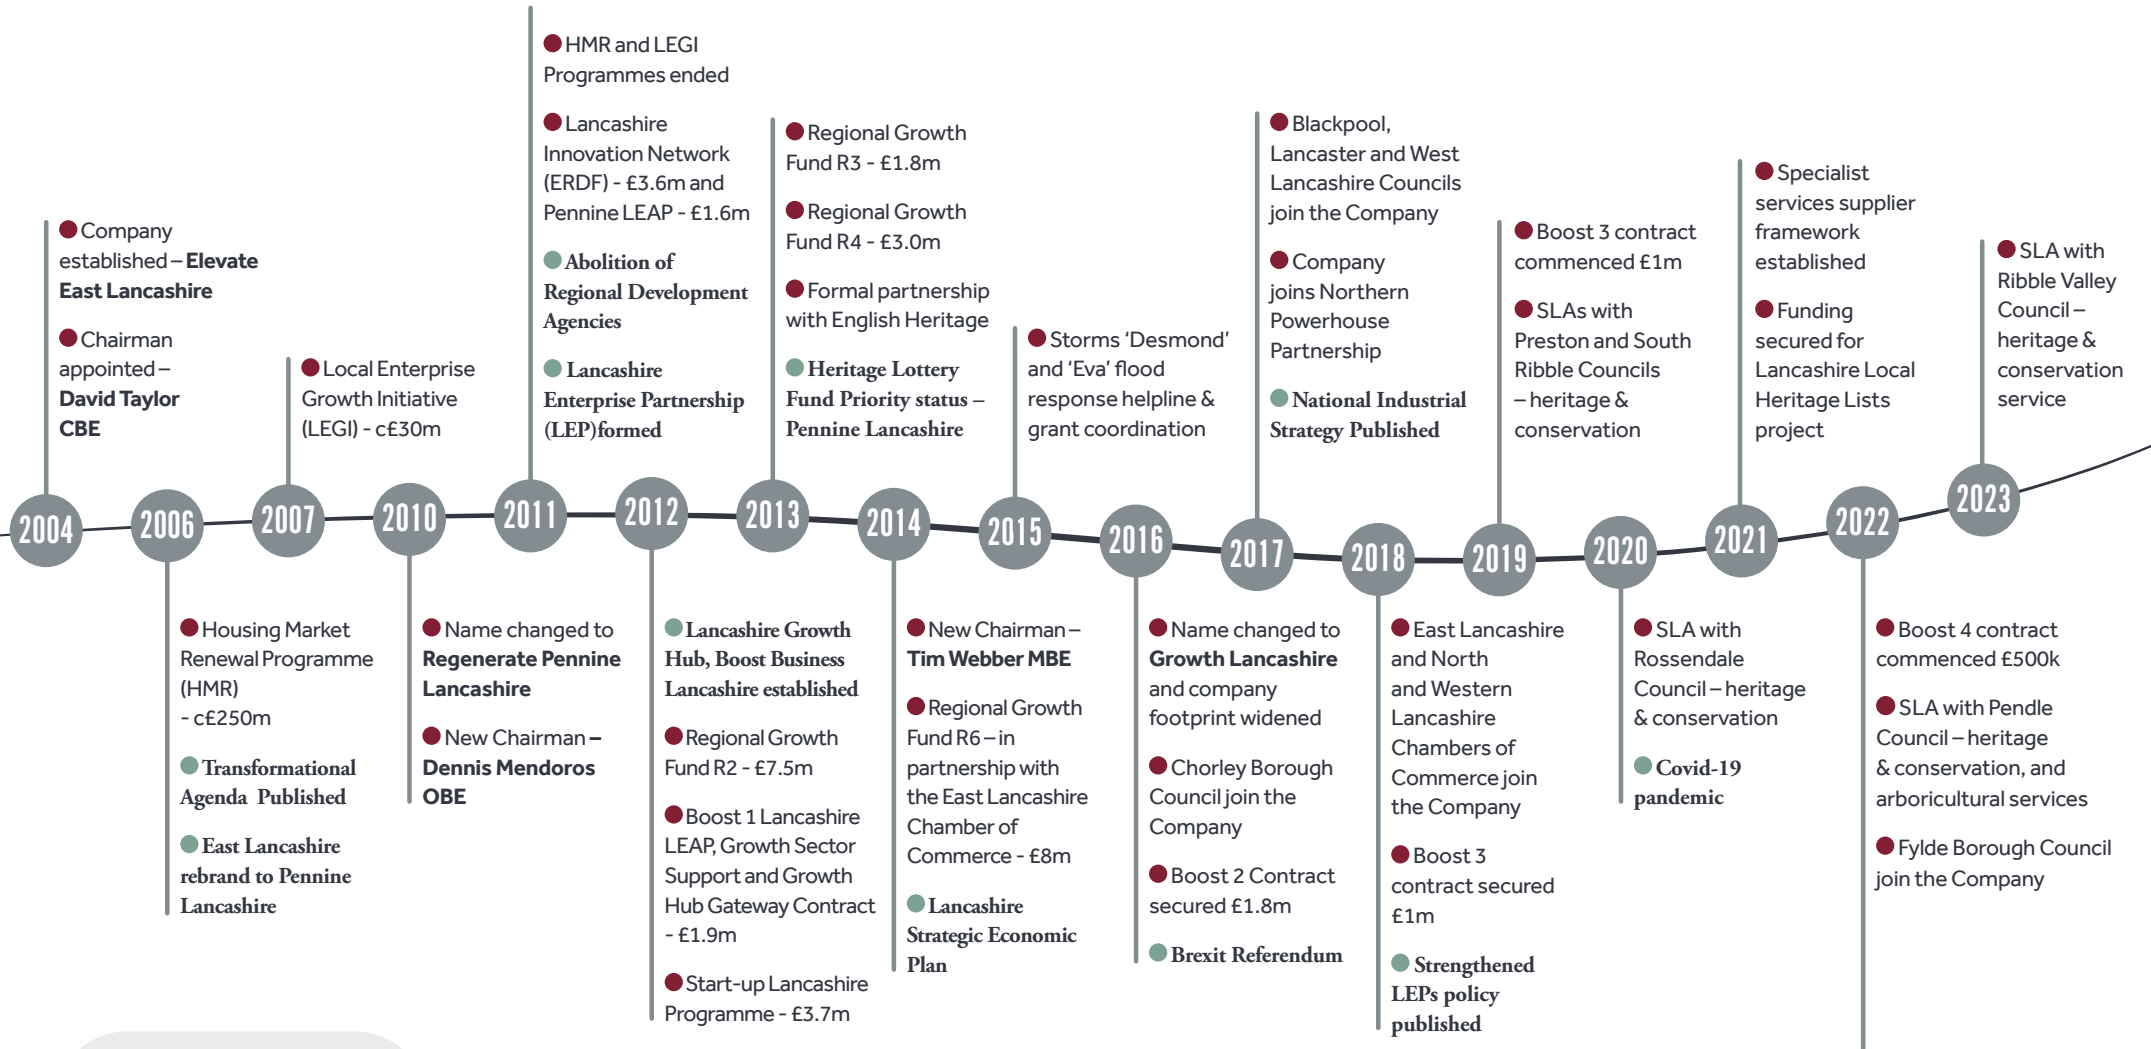 ● HMR and LEGI
Programmes ended
● Lancashire
Innovation Network
(ERDF) - £3.6m and
Pennine LEAP - £1.6m
● Abolition of
Regional Development
Agencies
● Lancashire
Enterprise Partnership
(LEP)formed
● Regional Growth
Fund R3 - £1.8m
● Regional Growth
Fund R4 - £3.0m
● Formal partnership
with English Heritage
● Heritage Lottery
Fund Priority status –
Pennine Lancashire
● Blackpool,
Lancaster and West
Lancashire Councils
join the Company
● Company
joins Northern
Powerhouse
Partnership
● National Industrial
Strategy Published
● Specialist
services supplier
framework
established
● Funding
secured for
Lancashire Local
Heritage Lists
project
● Company
established – Elevate
East Lancashire
● Chairman
appointed –
David Taylor
CBE
● Local Enterprise
Growth Initiative
(LEGI) - c£30m
● Storms ‘Desmond’
and ‘Eva’ flood
response helpline &
grant coordination
● Boost 3 contract
commenced £1m
● SLAs with
Preston and South
Ribble Councils
– heritage &
conservation
● SLA with
Ribble Valley
Council –
heritage &
conservation
service
2004
2006
2007
2010
2011
2012
2013
2014
2015
2016
2017
2018
2019
2020
2021
2022
2023
● Housing Market
Renewal Programme
(HMR)
- c£250m
● Transformational
Agenda Published
● East Lancashire
rebrand to Pennine
Lancashire
● Name changed to
Regenerate Pennine
Lancashire
● New Chairman –
Dennis Mendoros
OBE
● Lancashire Growth
Hub, Boost Business
Lancashire established
● Regional Growth
Fund R2 - £7.5m
● Boost 1 Lancashire
LEAP, Growth Sector
Support and Growth
Hub Gateway Contract
- £1.9m
● Start-up Lancashire
Programme - £3.7m
● New Chairman –
Tim Webber MBE
● Regional Growth
Fund R6 – in
partnership with
the East Lancashire
Chamber of
Commerce - £8m
● Lancashire
Strategic Economic
Plan
● Name changed to
Growth Lancashire
and company
footprint widened
● Chorley Borough
Council join the
Company
● Boost 2 Contract
secured £1.8m
● Brexit Referendum
● East Lancashire
and North
and Western
Lancashire
Chambers of
Commerce join
the Company
● Boost 3
contract secured
£1m
● Strengthened
LEPs policy
published
● SLA with
Rossendale
Council – heritage
& conservation
● Covid-19
pandemic
● Boost 4 contract
commenced £500k
● SLA with Pendle
Council – heritage
& conservation, and
arboricultural services
● Fylde Borough Council
join the Company